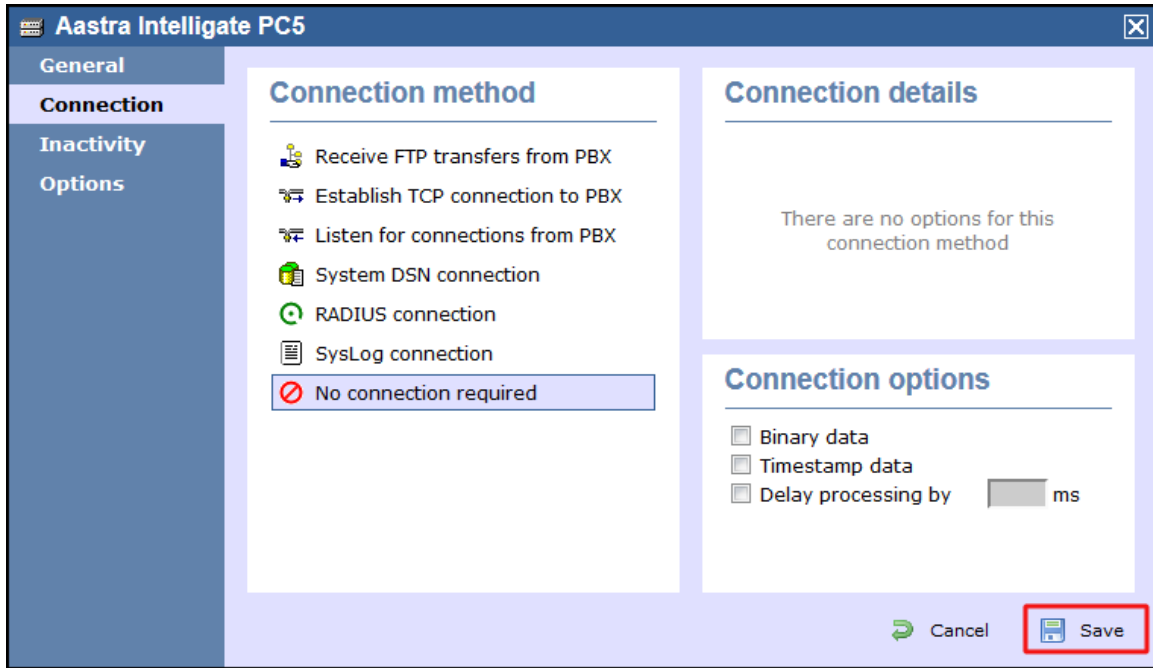 Aastra Intelligate PC5
General
Connection
Inactivity
Options
Connection method
Receive FTP transfers from PBX
Establish TCP connection to PBX
Listen for connections from PBX
System DSN connection
RADIUS connection
SysLog connection
No connection required
Connection details
There are no options for this
connection method
Connection options
Binary data
Timestamp data
Delay processing by ms
Cancel
Save